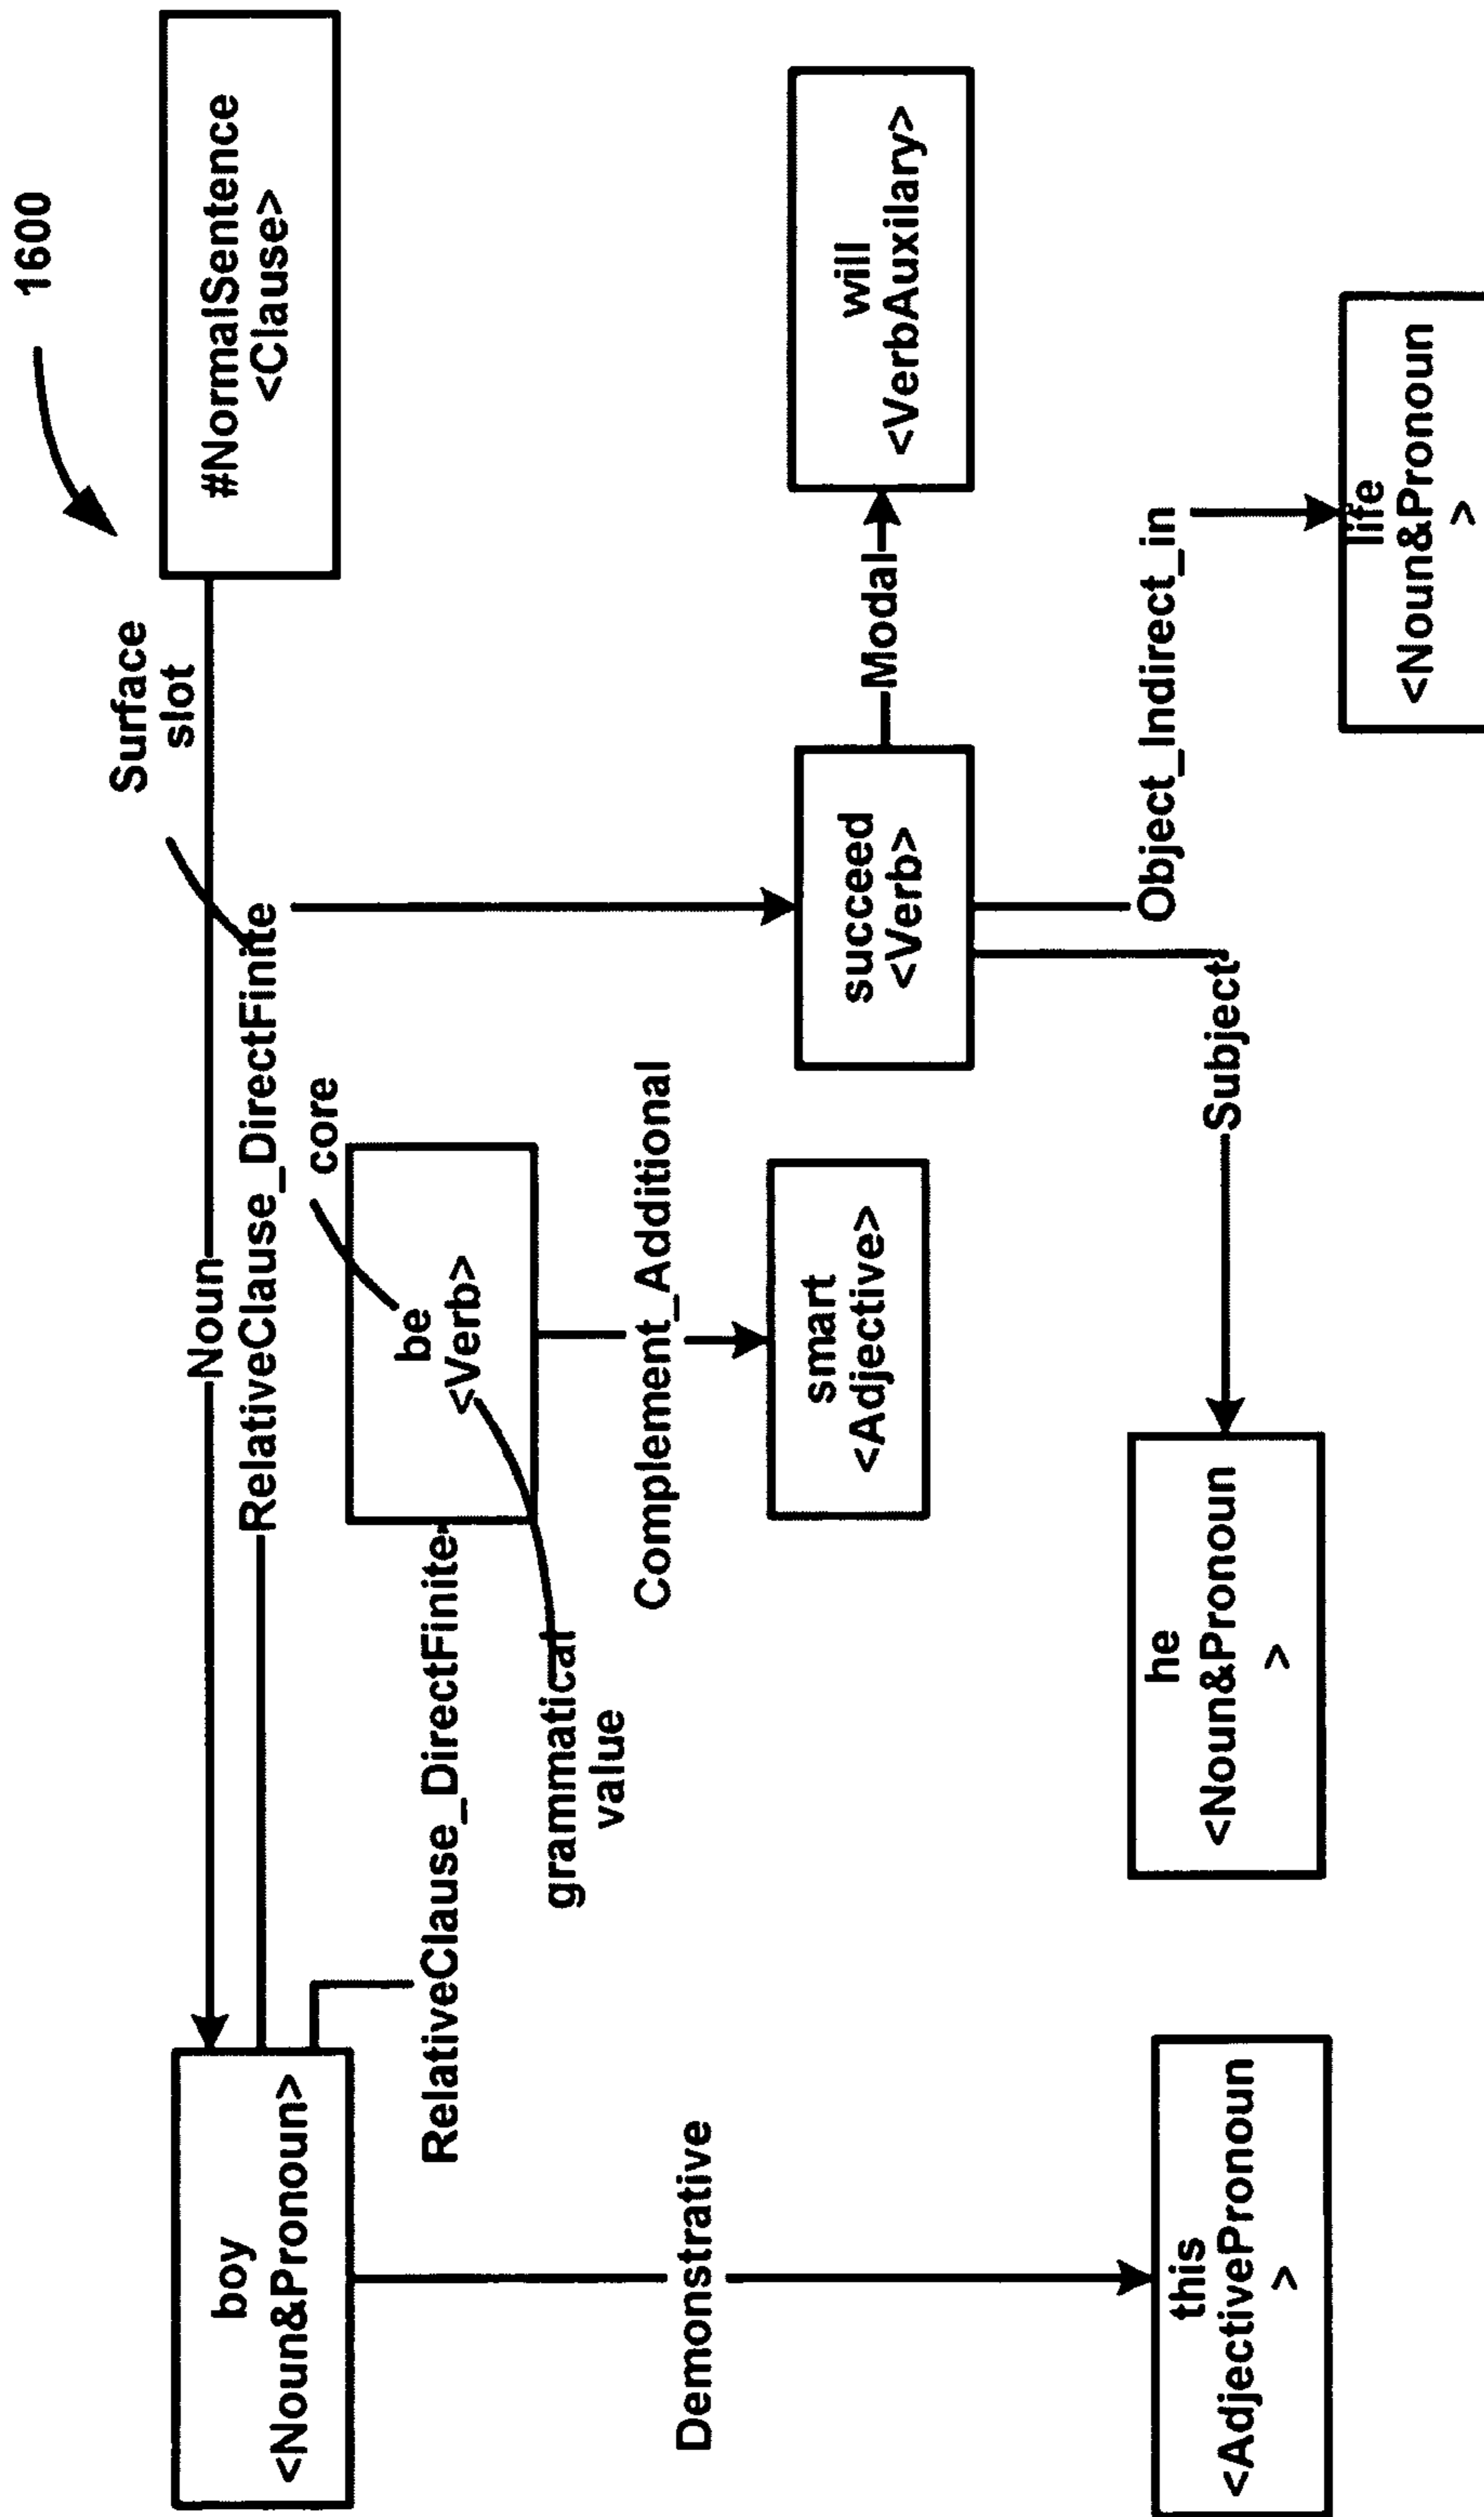 1600
Surface
slot
#NormalSentence
<Clause>
Noun
boy
<Noun&Pronoun>
RelativeClause_DirectFinite
core
be
<Verb>
RelativeClause_DirectFinite
grammatical
value
Complement_Additional
Demonstrative
smart
<Adjective>
succeed
<Verb>
Modal
will
<VerbAuxilary>
Object_Indirect_in
Subject
this
<AdjectivePronoun
>
he
<Noun&Pronoun
>
life
<Noun&Pronoun
>